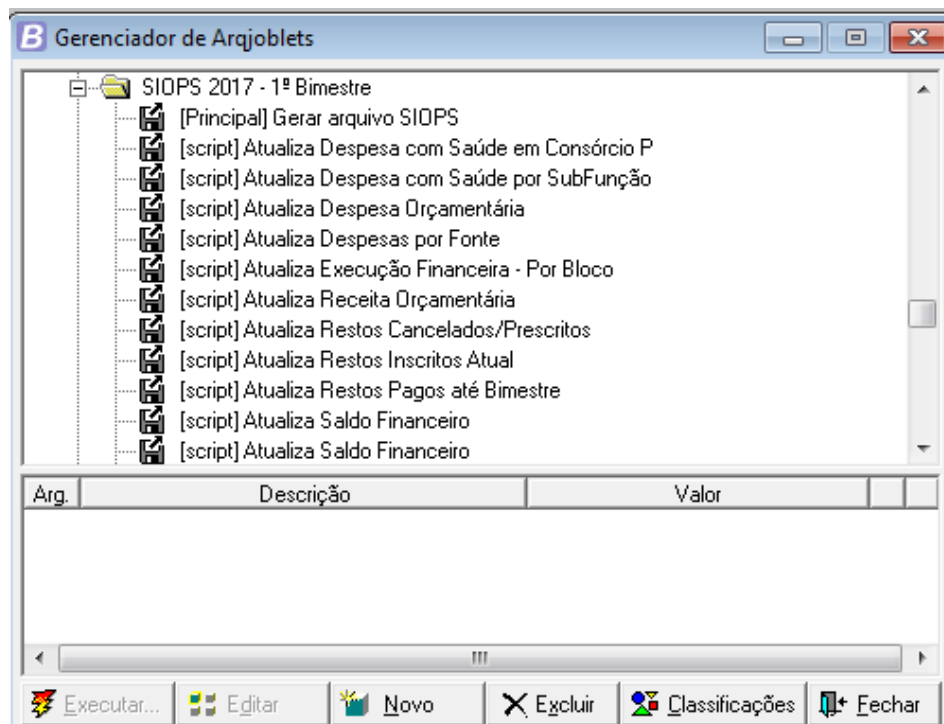 B Gerenciador de Arqjoblets
SIOPS 2017 - 1º Bimestre
[Principal] Gerar arquivo SIOPS
[script] Atualiza Despesa com Saúde em Consórcio P
[script] Atualiza Despesa com Saúde por SubFunção
[script] Atualiza Despesa Orçamentária
[script] Atualiza Despesas por Fonte
[script] Atualiza Execução Financeira - Por Bloco
[script] Atualiza Receita Orçamentária
[script] Atualiza Restos Cancelados/Prescritos
[script] Atualiza Restos Inscritos Atual
[script] Atualiza Restos Pagos até Bimestre
[script] Atualiza Saldo Financeiro
[script] Atualiza Saldo Financeiro
Arg. Descrição Valor
Executar... Editar Novo Excluir Classificações Fechar